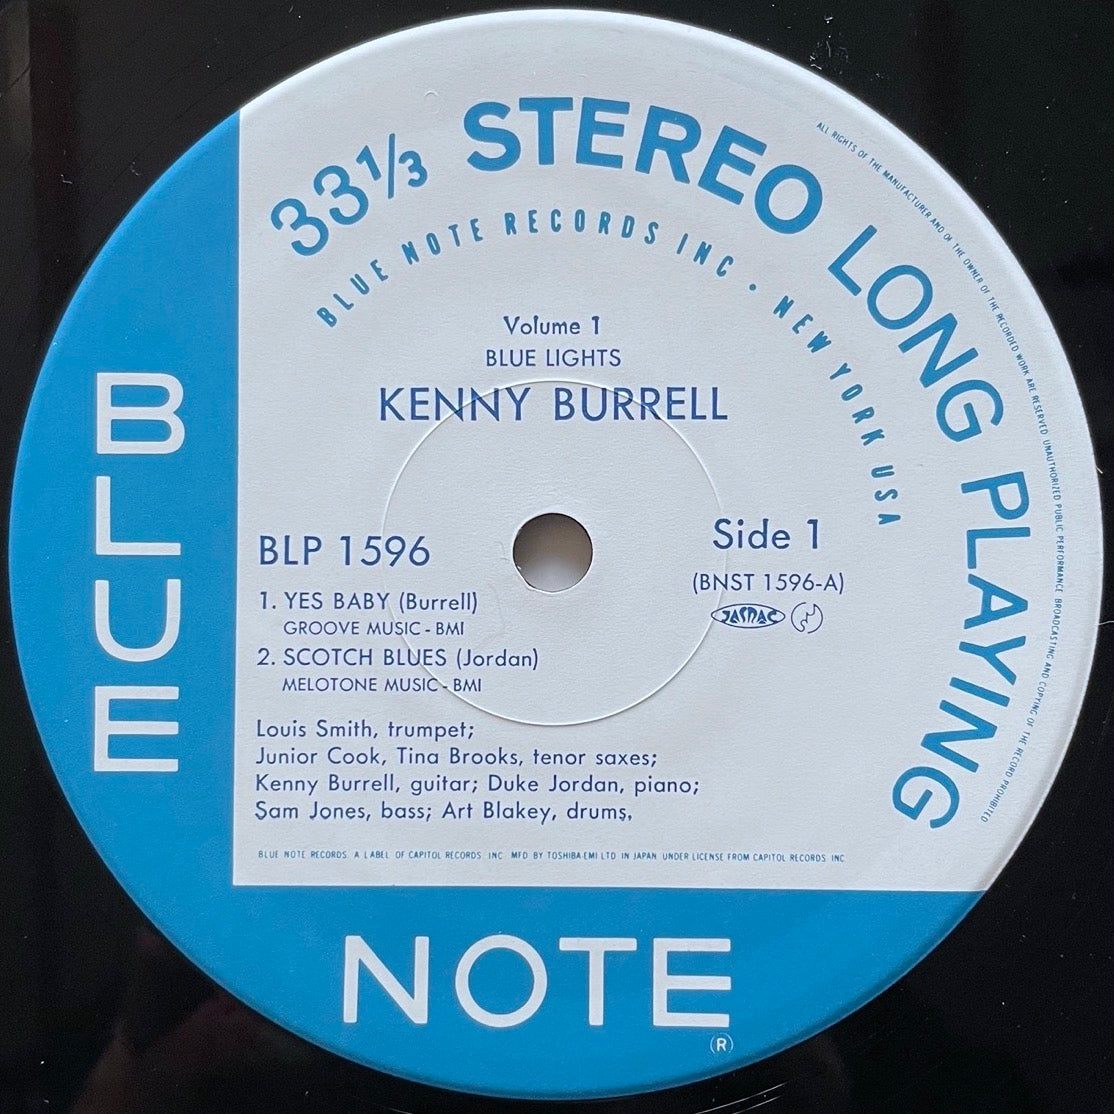 33 1/3 STEREO LONG PLAYING
BLUE NOTE RECORDS INC · NEW YORK USA
ALL RIGHTS OF THE MANUFACTURER AND OF THE OWNER OF THE RECORDED WORK ARE RESERVED UNAUTHORIZED PUBLIC PERFORMANCE BROADCASTING AND COPYING OF THE RECORD PROHIBITED
Volume 1
BLUE LIGHTS
KENNY BURRELL
BLP 1596
Side 1
(BNST 1596-A)
JASRAC
1. YES BABY (Burrell)
GROOVE MUSIC - BMI
2. SCOTCH BLUES (Jordan)
MELOTONE MUSIC - BMI
Louis Smith, trumpet;
Junior Cook, Tina Brooks, tenor saxes;
Kenny Burrell, guitar; Duke Jordan, piano;
Sam Jones, bass; Art Blakey, drums,
BLUE NOTE RECORDS A LABEL OF CAPITOL RECORDS INC MFD BY TOSHIBA-EMI LTD IN JAPAN UNDER LICENSE FROM CAPITOL RECORDS INC
BLUE
NOTE
®